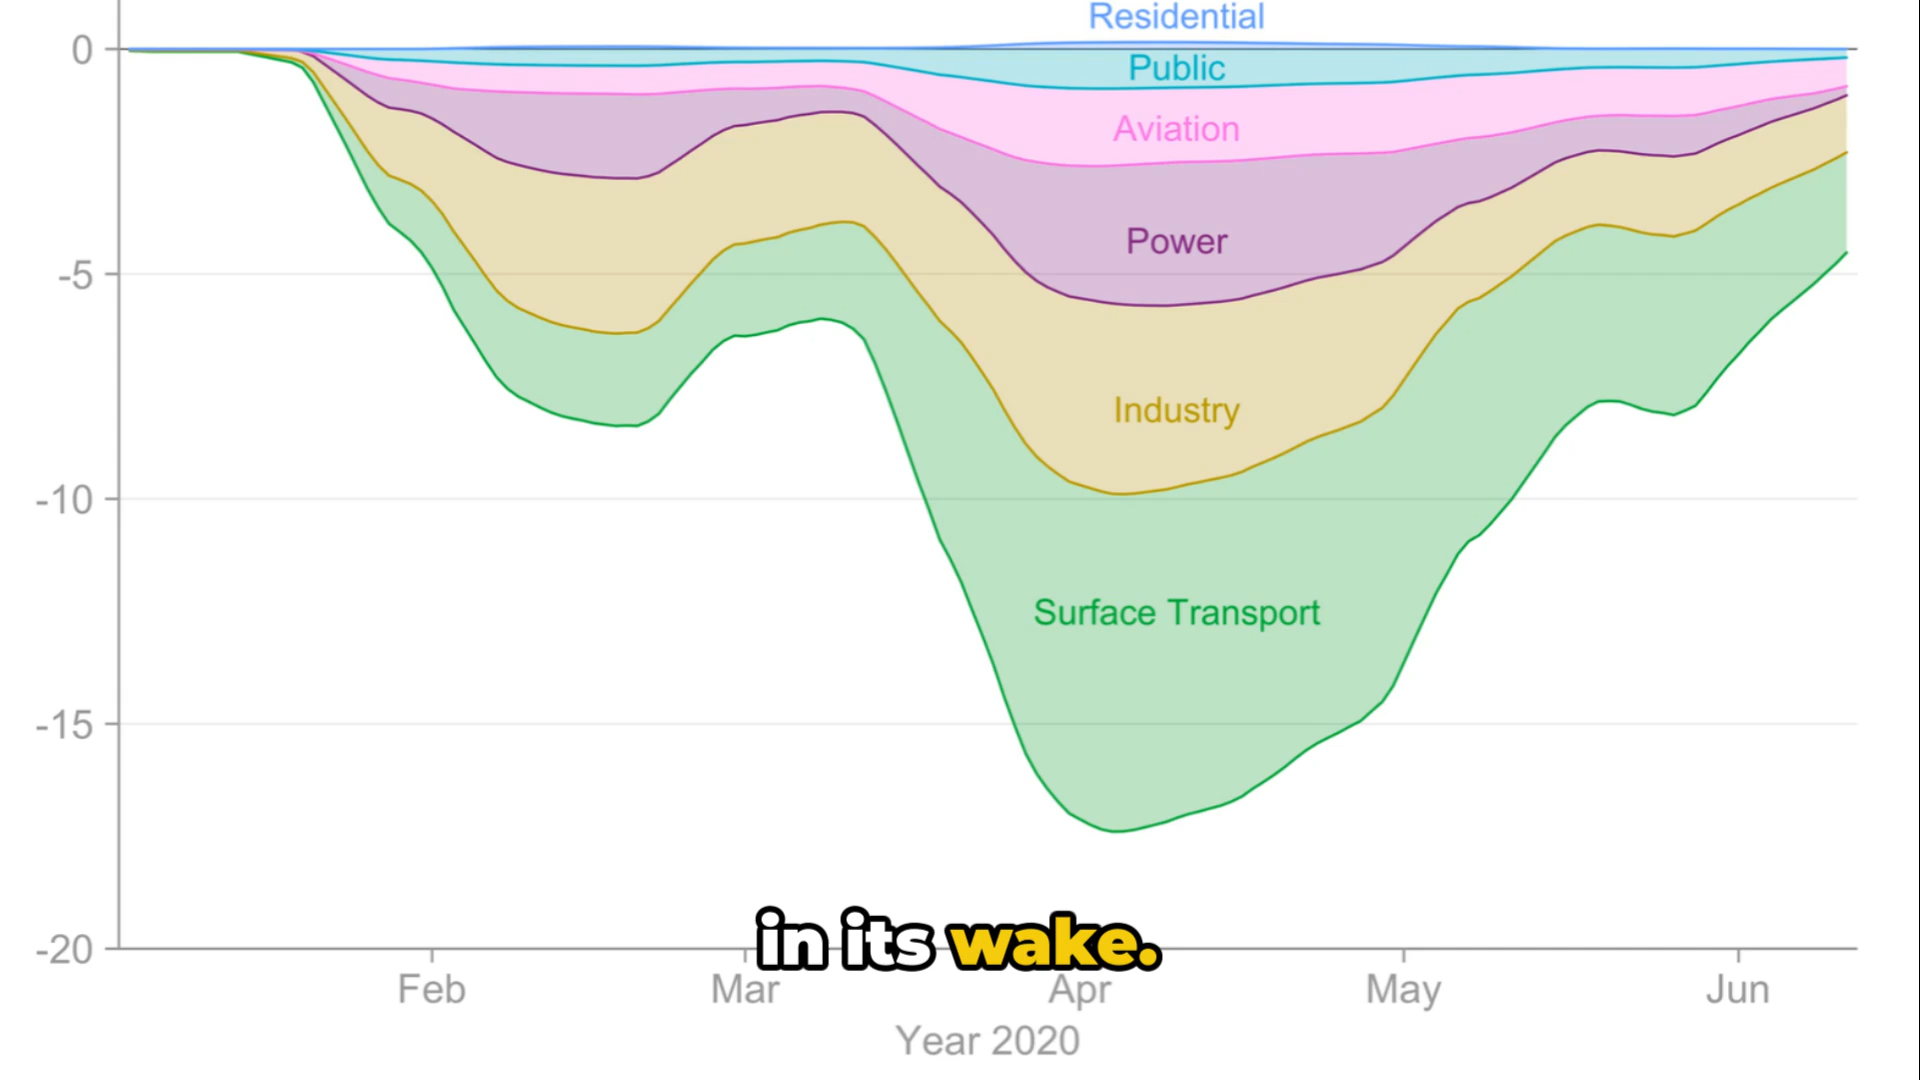 Residential
0
Public
Aviation
Power
-5
Industry
-10
Surface Transport
-15
in its wake.
-20
Feb Mar Apr May Jun
Year 2020